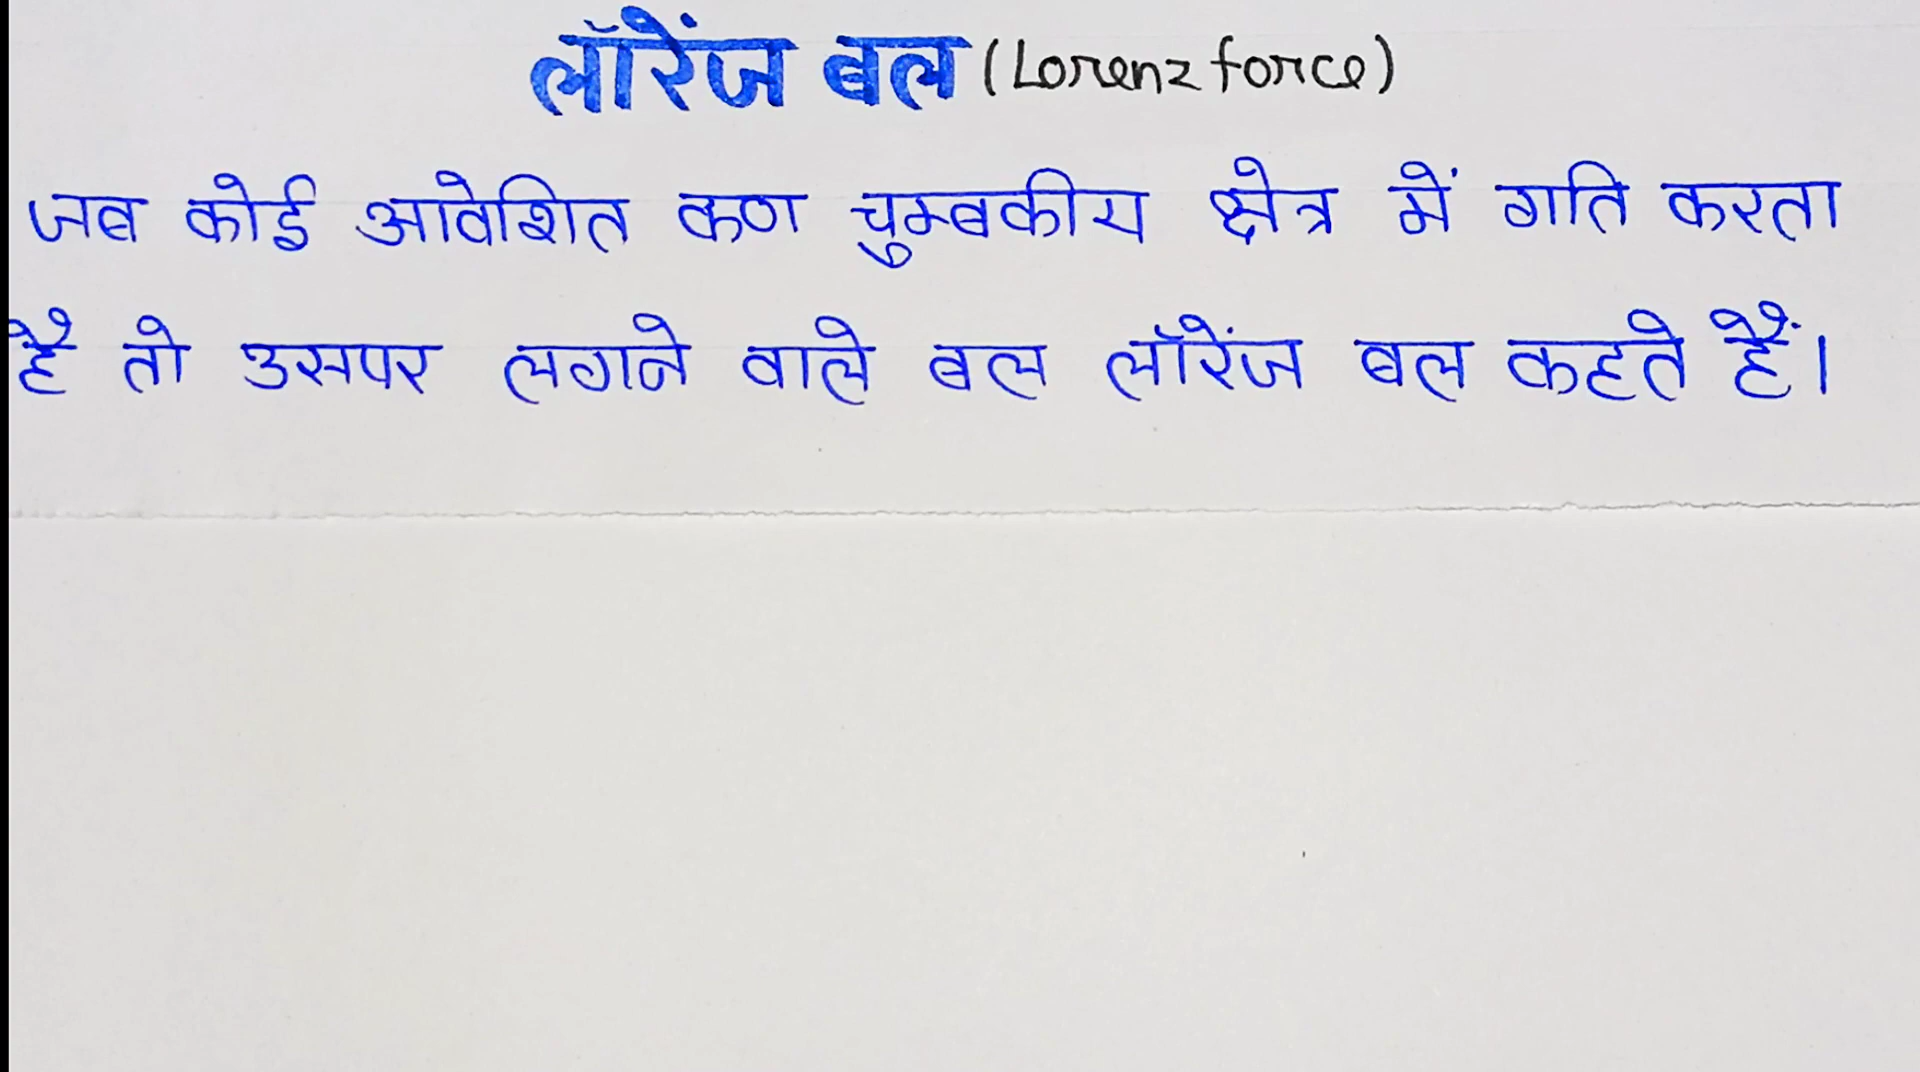 लॉरेंज बल (Lorenz force)
जब कोई आवेशित कण चुम्बकीय क्षेत्र में गति करता
है तो उसपर लगने वाले बल लॉरेंज बल कहते हैं।